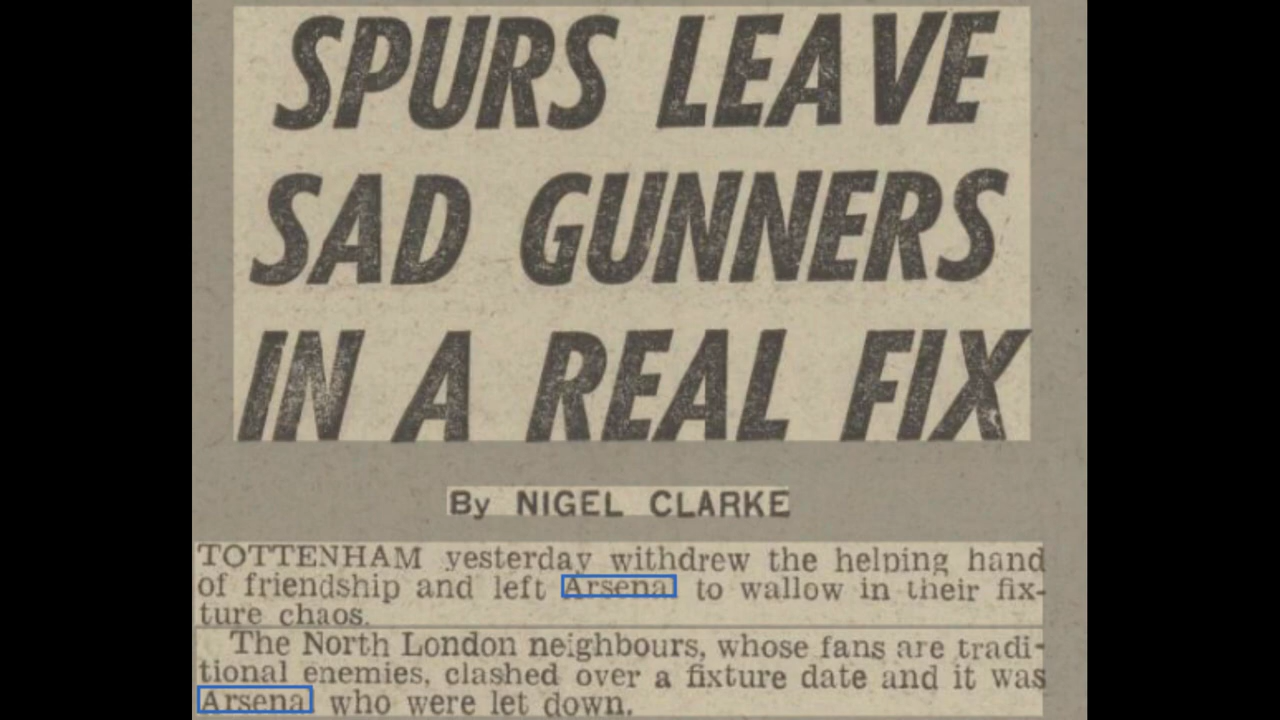 SPURS LEAVE
SAD GUNNERS
IN A REAL FIX
By NIGEL CLARKE
TOTTENHAM yesterday withdrew the helping hand
of friendship and left Arsenal to wallow in their fix-
ture chaos.
The North London neighbours, whose fans are tradi-
tional enemies, clashed over a fixture date and it was
Arsenal who were let down.